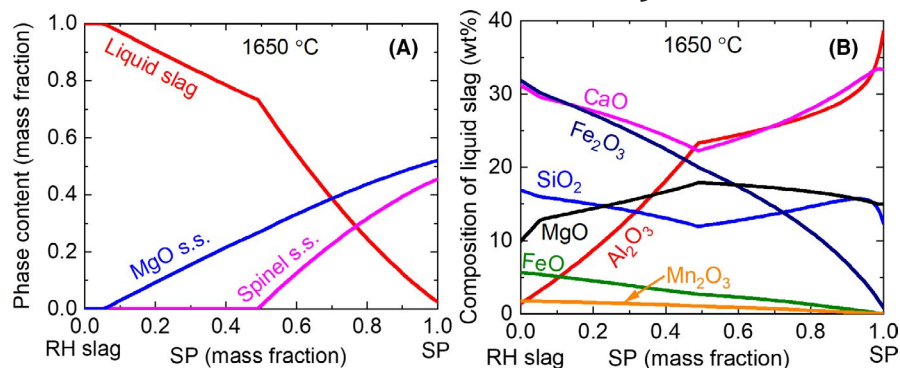 1650 °C
(A)
Liquid slag
MgO s.s.
Spinel s.s.
Phase content (mass fraction)
1.0
0.8
0.6
0.4
0.2
0.0
0.0 0.2 0.4 0.6 0.8 1.0
RH slag SP (mass fraction) SP
1650 °C
(B)
CaO
Fe2O3
SiO2
MgO
Al2O3
FeO
Mn2O3
Composition of liquid slag (wt%)
40
30
20
10
0
0.0 0.2 0.4 0.6 0.8 1.0
RH slag SP (mass fraction) SP